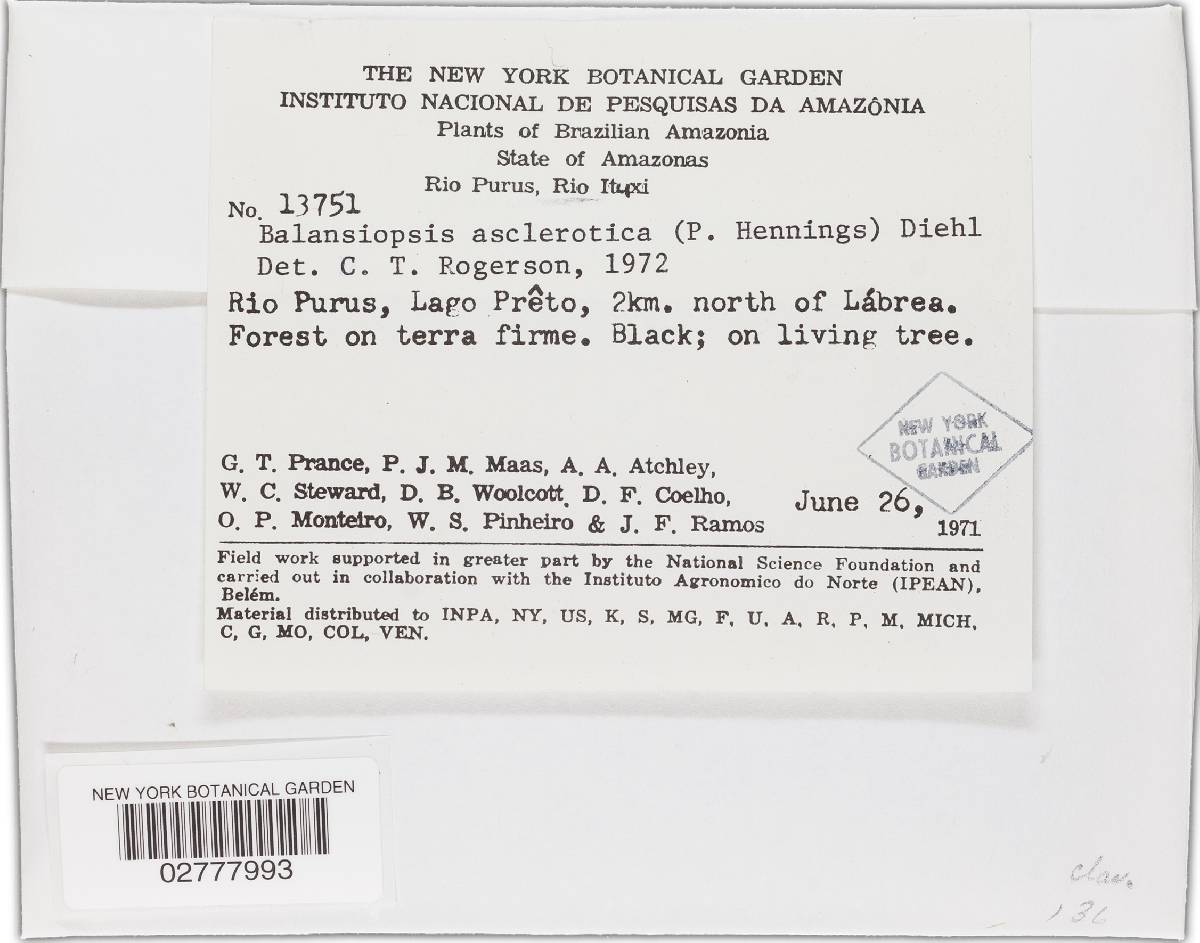 THE NEW YORK BOTANICAL GARDEN
INSTITUTO NACIONAL DE PESQUISAS DA AMAZÔNIA
Plants of Brazilian Amazonia
State of Amazonas
Rio Purus, Rio Ituxi
No. 13751
Balansiopsis asclerotica (P. Hennings) Diehl
Det. C. T. Rogerson, 1972
Rio Purus, Lago Prêto, 2km. north of Lábrea.
Forest on terra firme. Black; on living tree.
NEW YORK
BOTANICAL
GARDEN
G. T. Prance, P. J. M. Maas, A. A. Atchley,
W. C. Steward, D. B. Woolcott, D. F. Coelho,
O. P. Monteiro, W. S. Pinheiro & J. F. Ramos
June 26, 1971
Field work supported in greater part by the National Science Foundation and
carried out in collaboration with the Instituto Agronomico do Norte (IPEAN),
Belém.
Material distributed to INPA, NY, US, K, S, MG, F, U, A, R, P, M, MICH,
C, G, MO, COL, VEN.
NEW YORK BOTANICAL GARDEN
02777993
clav.